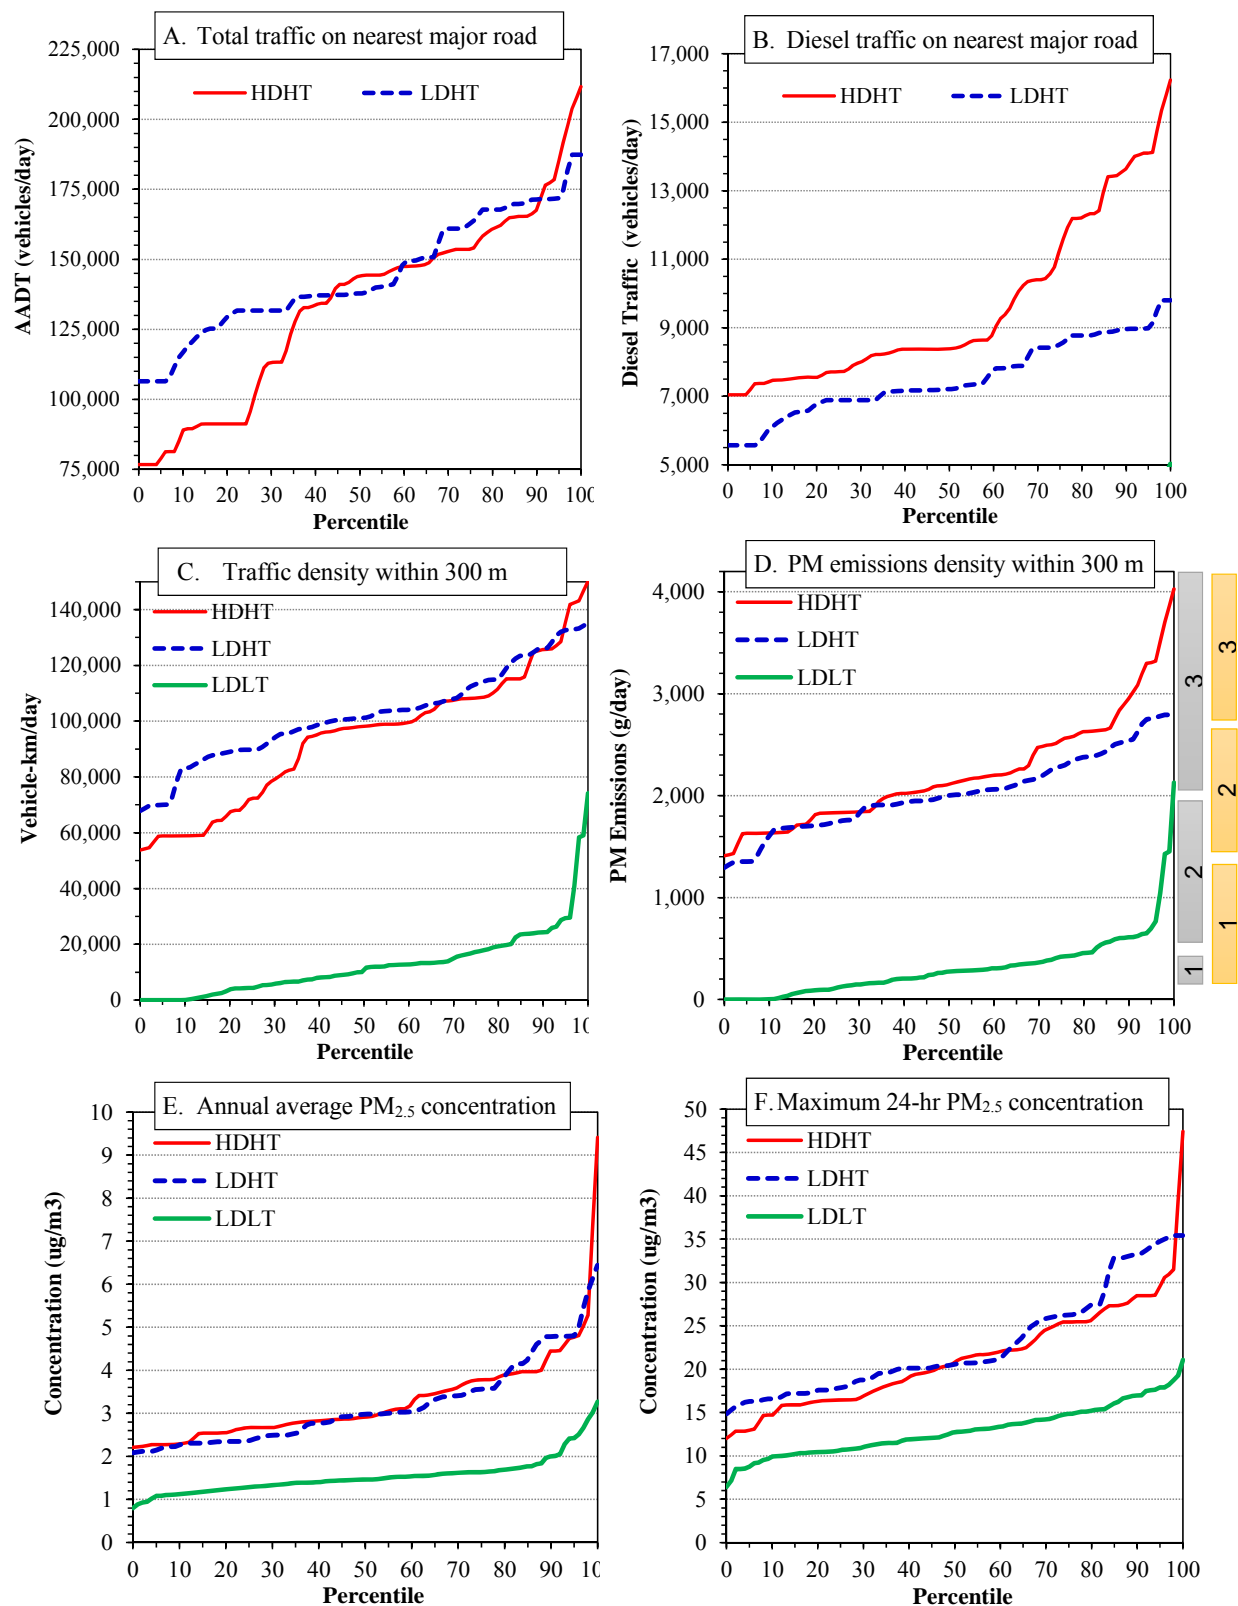 A. Total traffic on nearest major road
225,000
200,000
175,000
150,000
125,000
100,000
75,000
AADT (vehicles/day)
HDHT
LDHT
0 10 20 30 40 50 60 70 80 90 100
Percentile
B. Diesel traffic on nearest major road
17,000
15,000
13,000
11,000
9,000
7,000
5,000
Diesel Traffic (vehicles/day)
HDHT
LDHT
0 10 20 30 40 50 60 70 80 90 100
Percentile
C. Traffic density within 300 m
140,000
120,000
100,000
80,000
60,000
40,000
20,000
0
Vehicle-km/day
HDHT
LDHT
LDLT
0 10 20 30 40 50 60 70 80 90 100
Percentile
D. PM emissions density within 300 m
4,000
3,000
2,000
1,000
0
PM Emissions (g/day)
HDHT
LDHT
LDLT
0 10 20 30 40 50 60 70 80 90 100
Percentile
3
2
1
3
2
1
E. Annual average PM2.5 concentration
10
9
8
7
6
5
4
3
2
1
0
Concentration (ug/m3)
HDHT
LDHT
LDLT
0 10 20 30 40 50 60 70 80 90 100
Percentile
F. Maximum 24-hr PM2.5 concentration
50
45
40
35
30
25
20
15
10
5
0
Concentration (ug/m3)
HDHT
LDHT
LDLT
0 10 20 30 40 50 60 70 80 90 100
Percentile